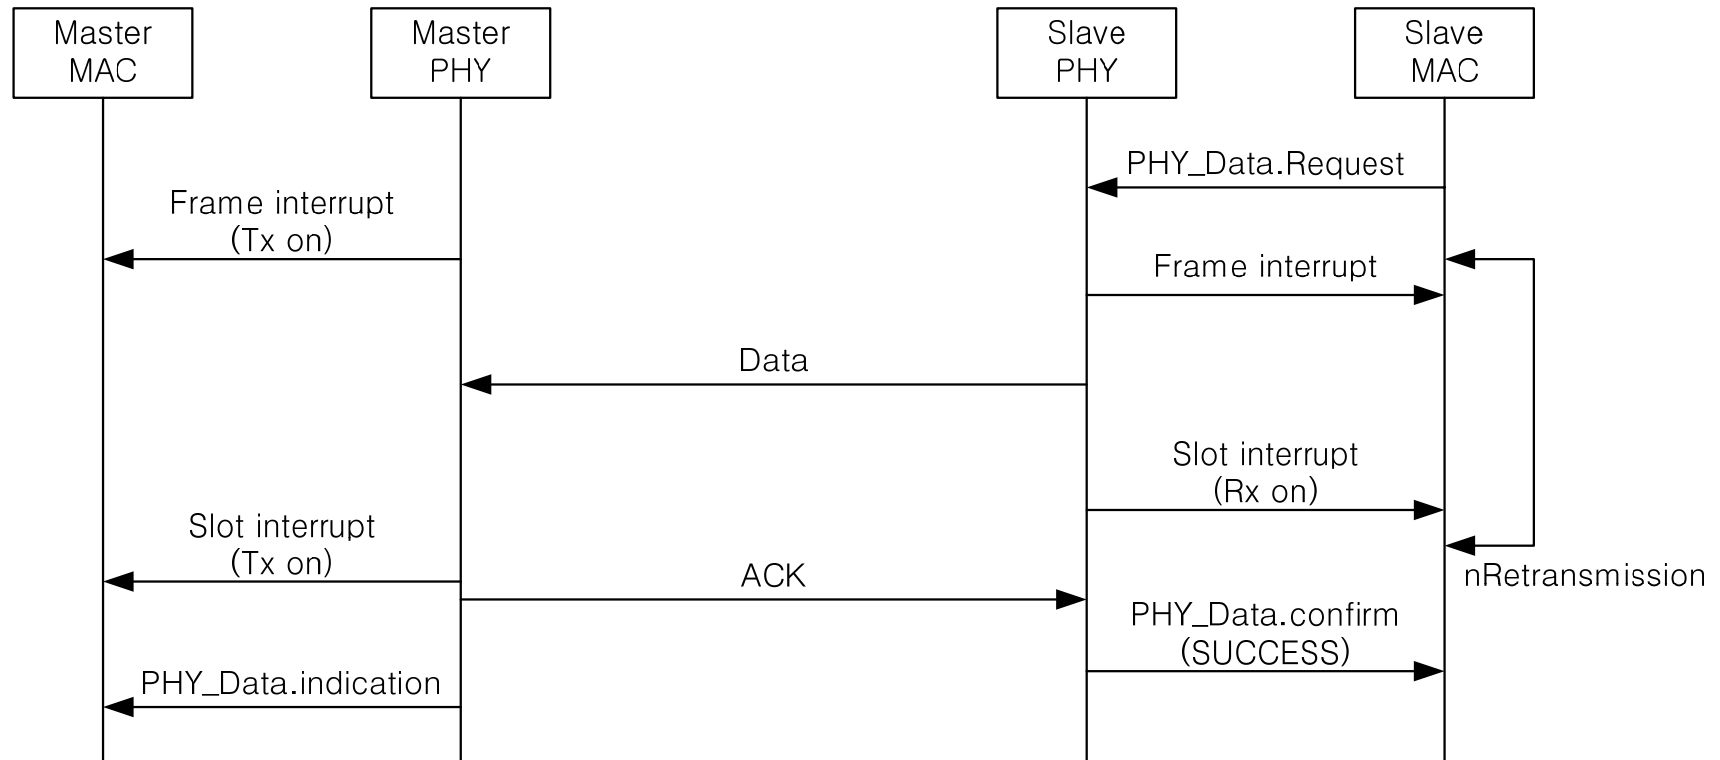 Master
MAC
Master
PHY
Slave
PHY
Slave
MAC
PHY_Data.Request
Frame interrupt
(Tx on)
Frame interrupt
Data
Slot interrupt
(Rx on)
Slot interrupt
(Tx on)
ACK
nRetransmission
PHY_Data.confirm
(SUCCESS)
PHY_Data.indication